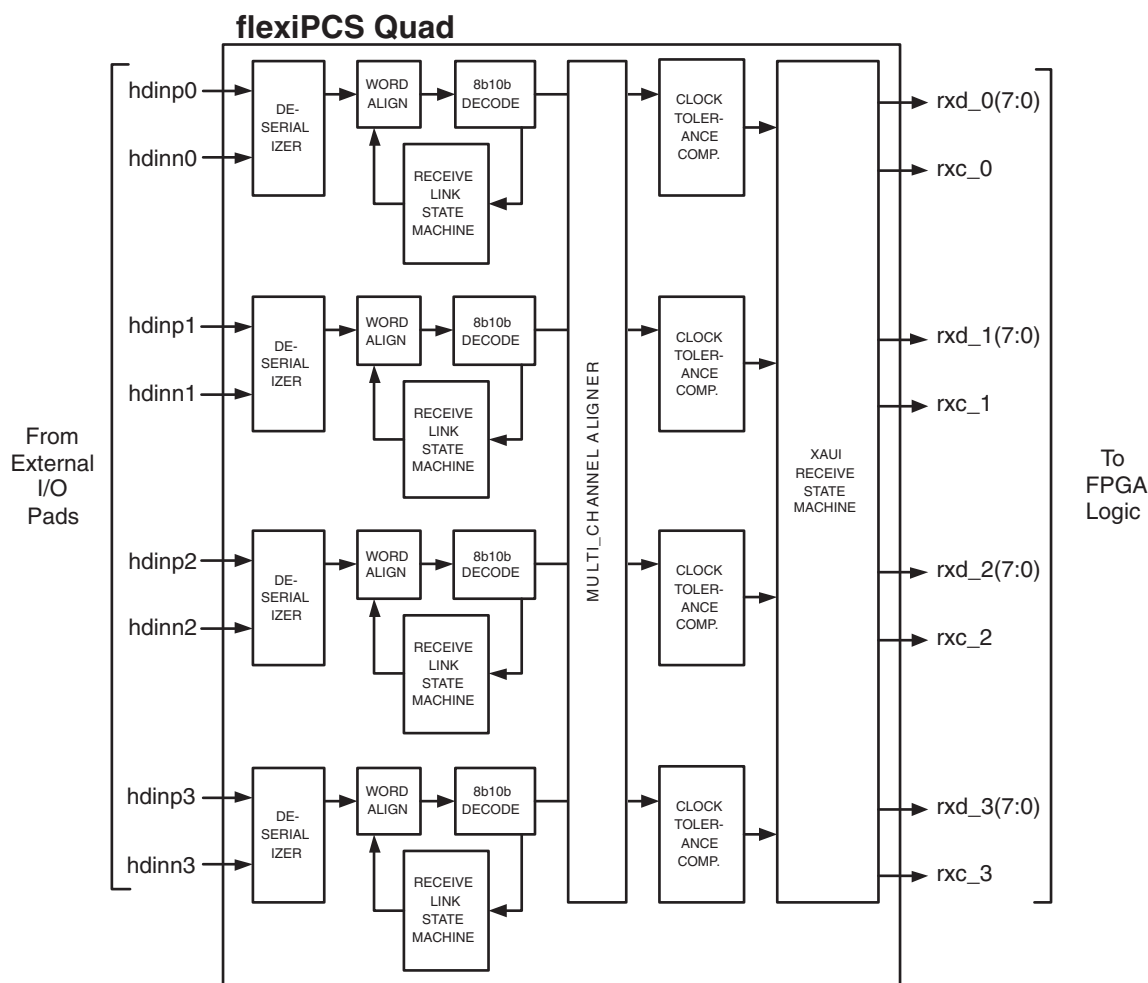 flexiPCS Quad
From
External
I/O
Pads
hdinp0
hdinn0
DE-
SERIAL
IZER
WORD
ALIGN
8b10b
DECODE
RECEIVE
LINK
STATE
MACHINE
hdinp1
hdinn1
DE-
SERIAL
IZER
WORD
ALIGN
8b10b
DECODE
RECEIVE
LINK
STATE
MACHINE
hdinp2
hdinn2
DE-
SERIAL
IZER
WORD
ALIGN
8b10b
DECODE
RECEIVE
LINK
STATE
MACHINE
hdinp3
hdinn3
DE-
SERIAL
IZER
WORD
ALIGN
8b10b
DECODE
RECEIVE
LINK
STATE
MACHINE
MULTI_CHANNEL ALIGNER
CLOCK
TOLER-
ANCE
COMP.
CLOCK
TOLER-
ANCE
COMP.
CLOCK
TOLER-
ANCE
COMP.
CLOCK
TOLER-
ANCE
COMP.
XAUI
RECEIVE
STATE
MACHINE
rxd_0(7:0)
rxc_0
rxd_1(7:0)
rxc_1
rxd_2(7:0)
rxc_2
rxd_3(7:0)
rxc_3
To
FPGA
Logic